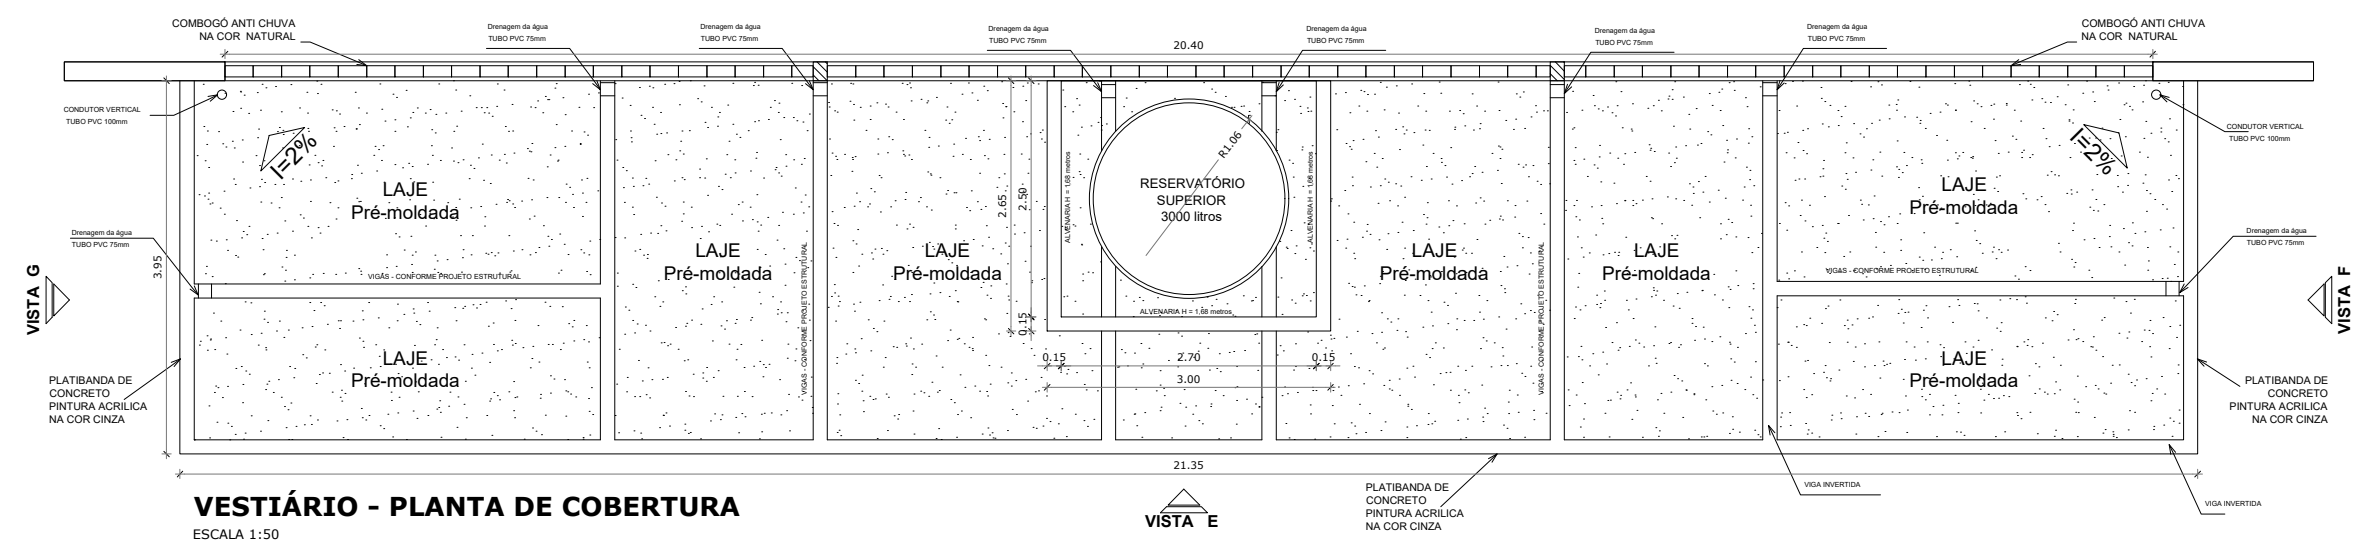 COMBOGÓ ANTI CHUVA
NA COR  NATURAL
Drenagem da água
TUBO PVC 75mm
Drenagem da água
TUBO PVC 75mm
Drenagem da água
TUBO PVC 75mm
20.40
Drenagem da água
TUBO PVC 75mm
Drenagem da água
TUBO PVC 75mm
Drenagem da água
TUBO PVC 75mm
COMBOGÓ ANTI CHUVA
NA COR  NATURAL
CONDUTOR VERTICAL
TUBO PVC 100mm
I=2%
LAJE
Pré-moldada
VIGAS - CONFORME PROJETO ESTRUTURAL
Drenagem da água
TUBO PVC 75mm
3.95
VISTA G
LAJE
Pré-moldada
PLATIBANDA DE
CONCRETO
PINTURA ACRILICA
NA COR CINZA
LAJE
Pré-moldada
VIGAS - CONFORME PROJETO ESTRUTURAL
LAJE
Pré-moldada
2.65
2.50
0.15
ALVENARIA H = 1,68 metros
R1.06
RESERVATÓRIO
SUPERIOR
3000 litros
ALVENARIA H = 1,68 metros
ALVENARIA H = 1,68 metros
0.15
2.70
0.15
3.00
LAJE
Pré-moldada
VIGAS - CONFORME PROJETO ESTRUTURAL
LAJE
Pré-moldada
I=2%
CONDUTOR VERTICAL
TUBO PVC 100mm
LAJE
Pré-moldada
VIGAS - CONFORME PROJETO ESTRUTURAL
Drenagem da água
TUBO PVC 75mm
VISTA F
LAJE
Pré-moldada
PLATIBANDA DE
CONCRETO
PINTURA ACRILICA
NA COR CINZA
21.35
VESTIÁRIO - PLANTA DE COBERTURA
ESCALA 1:50
VISTA E
PLATIBANDA DE
CONCRETO
PINTURA ACRILICA
NA COR CINZA
VIGA INVERTIDA
VIGA INVERTIDA